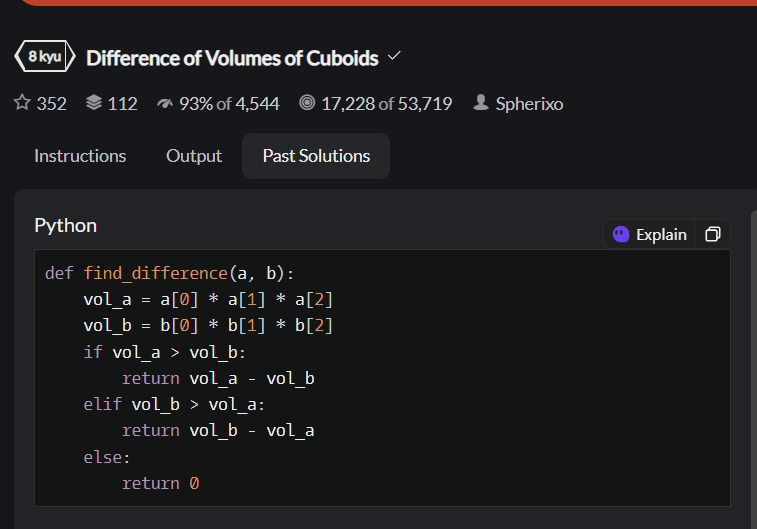 8 kyu Difference of Volumes of Cuboids
352 112 93% of 4,544 17,228 of 53,719 Spherixo
Instructions Output Past Solutions
Python Explain
def find_difference(a, b):
    vol_a = a[0] * a[1] * a[2]
    vol_b = b[0] * b[1] * b[2]
    if vol_a > vol_b:
        return vol_a - vol_b
    elif vol_b > vol_a:
        return vol_b - vol_a
    else:
        return 0